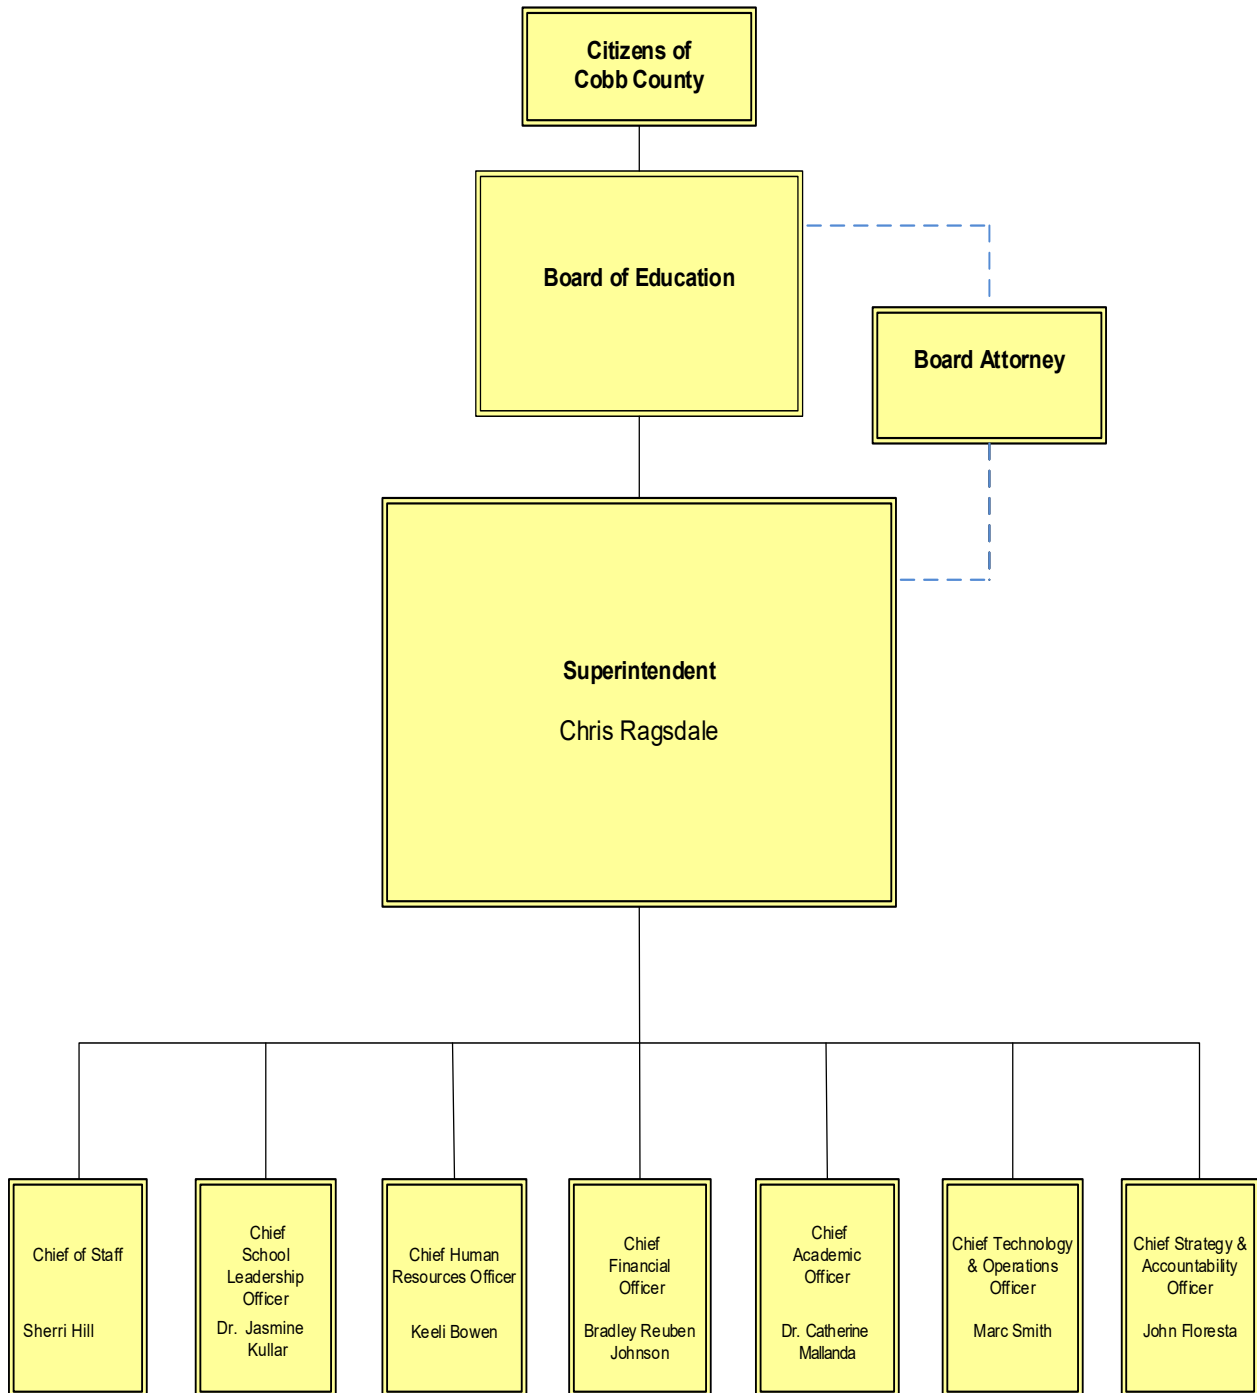 Citizens of
Cobb County
Board of Education
Board Attorney
Superintendent
Chris Ragsdale
Chief of Staff
Sherri Hill
Chief
School
Leadership
Officer
Dr. Jasmine
Kullar
Chief Human
Resources Officer
Keeli Bowen
Chief
Financial
Officer
Bradley Reuben
Johnson
Chief
Academic
Officer
Dr. Catherine
Mallanda
Chief Technology
& Operations
Officer
Marc Smith
Chief Strategy &
Accountability
Officer
John Floresta